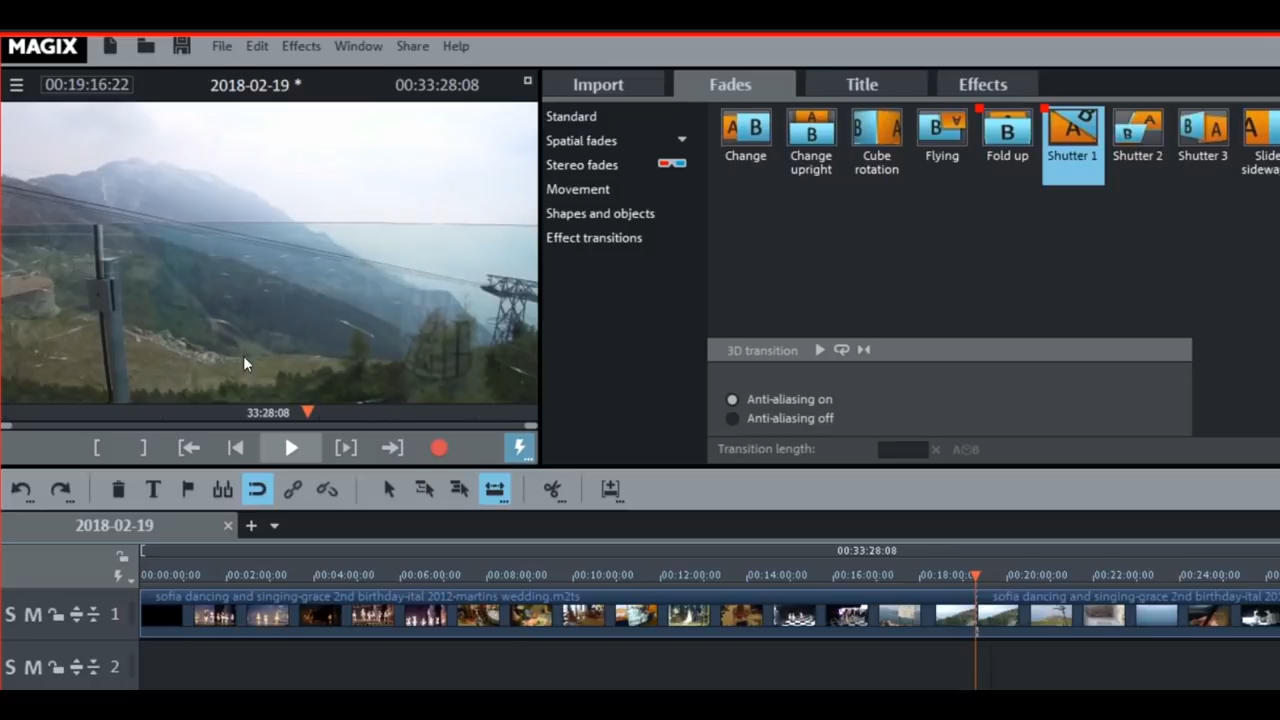 MAGIX File Edit Effects Window Share Help
00:19:16:22 2018-02-19 * 00:33:28:08
Import Fades Title Effects
Standard
Spatial fades
Stereo fades
Movement
Shapes and objects
Effect transitions
Change Change upright Cube rotation Flying Fold up Shutter 1 Shutter 2 Shutter 3 Slide
3D transition
Anti-aliasing on
Anti-aliasing off
Transition length:
33:28:08
2018-02-19
00:33:28:08
00:00:00:00 00:02:00:00 00:04:00:00 00:06:00:00 00:08:00:00 00:10:00:00 00:12:00:00 00:14:00:00 00:16:00:00 00:18:00:0 00:20:00:00 00:22:00:00 00:24:00:00
sofia dancing and singing-grace 2nd birthday-ital 2012-martins wedding.m2ts sofia dancing and singing-grace 2nd birthday-ital 20
S M 1
S M 2